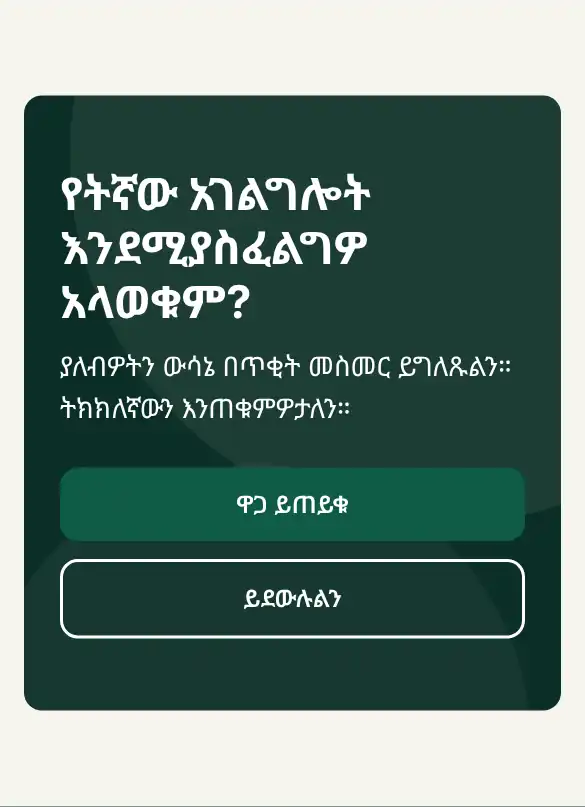 የትኛው አገልግሎት
እንደሚያስፈልግዎ
አላወቁም?
ያለብዎትን ውሳኔ በጥቂት መስመር ይግለጹልን።
ትክክለኛውን እንጠቁምዎታለን።
ዋጋ ይጠይቁ
ይደውሉልን